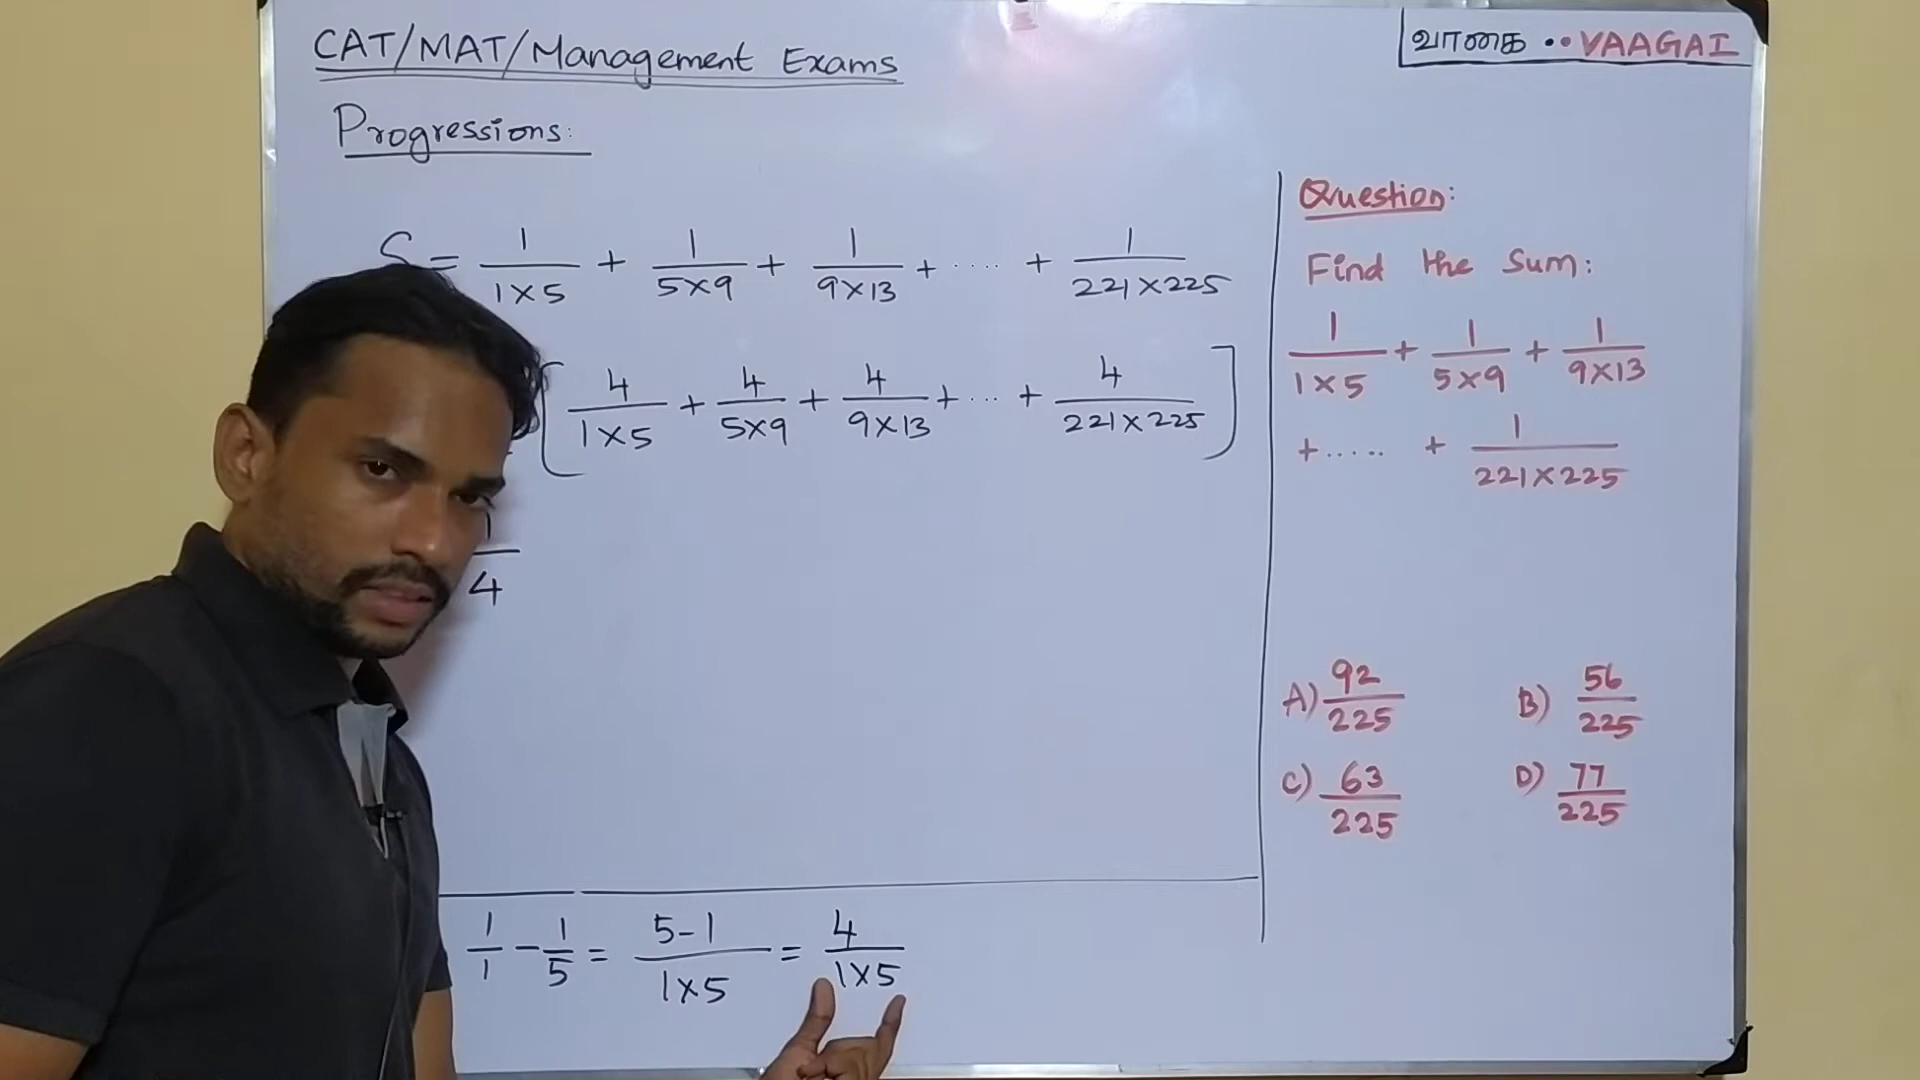 CAT/MAT/Management Exams
வாகை ••VAAGAI
Progressions:
S = 1/(1×5) + 1/(5×9) + 1/(9×13) + .... + 1/(221×225)
[4/(1×5) + 4/(5×9) + 4/(9×13) + ... + 4/(221×225)]
1/4
1/1 - 1/5 = (5-1)/(1×5) = 4/(1×5)
Question:
Find the Sum:
1/(1×5) + 1/(5×9) + 1/(9×13)
+ ..... + 1/(221×225)
A) 92/225 B) 56/225
C) 63/225 D) 77/225